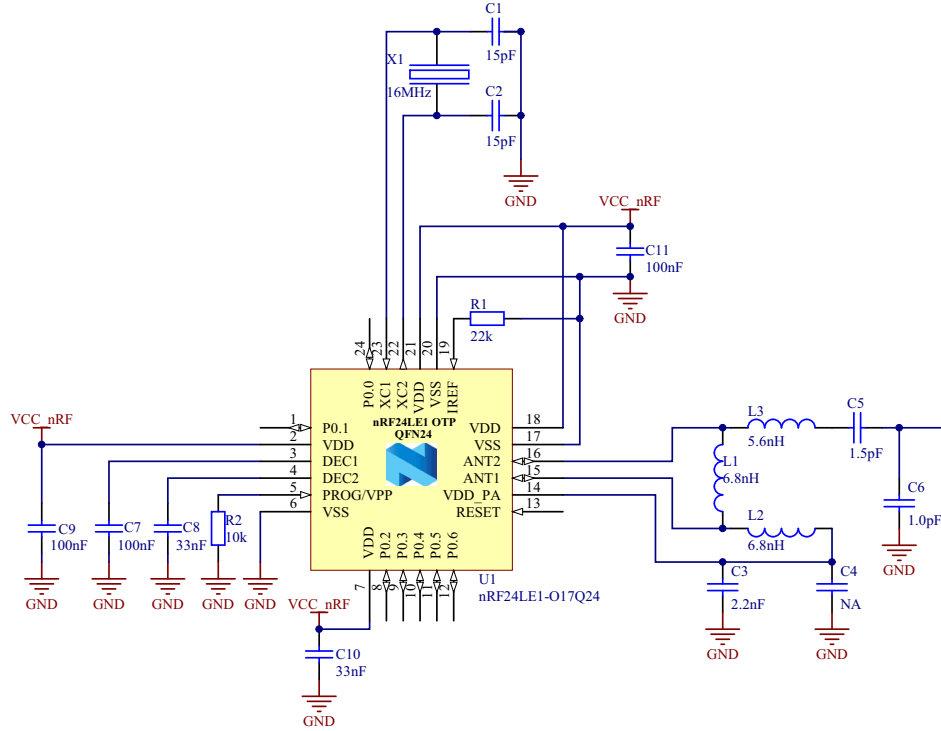 C1
15pF
X1
16MHz
C2
15pF
GND
VCC_nRF
C11
100nF
GND
R1
22k
24
23
22
21
20
19
P0.0
XC1
XC2
VDD
VSS
IREF
nRF24LE1 OTP
QFN24
VCC_nRF
1
P0.1
2
VDD
3
DEC1
4
DEC2
5
PROG/VPP
6
VSS
VDD
18
VSS
17
ANT2
16
ANT1
15
VDD_PA
14
RESET
13
VDD
P0.2
P0.3
P0.4
P0.5
P0.6
7
8
9
10
11
12
U1
nRF24LE1-O17Q24
C9
100nF
C7
100nF
C8
33nF
R2
10k
GND
GND
GND
GND
GND
VCC_nRF
C10
33nF
GND
L3
5.6nH
C5
1.5pF
L1
6.8nH
L2
6.8nH
C6
1.0pF
GND
C3
2.2nF
GND
C4
NA
GND